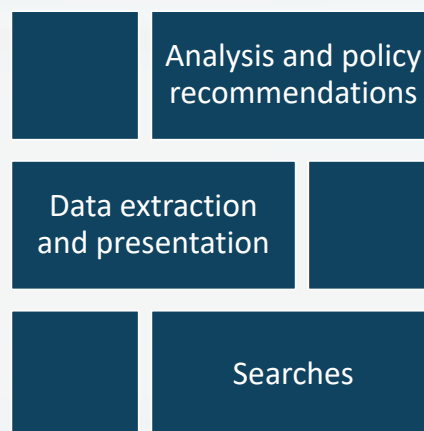 Analysis and policy
recommendations
Data extraction
and presentation
Searches